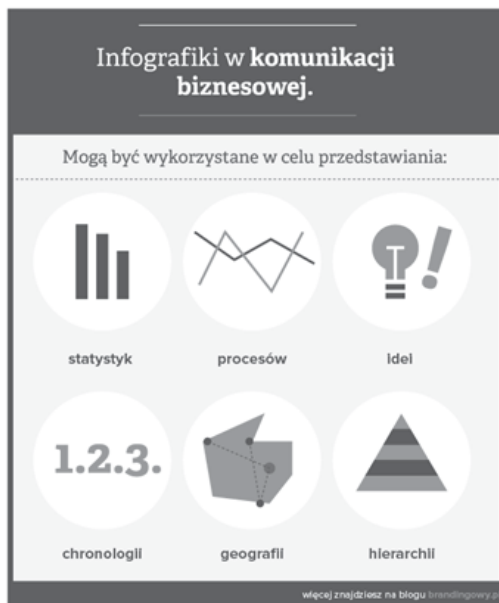 Infografiki w komunikacji
biznesowej.
Mogą być wykorzystane w celu przedstawiania:
statystyk procesów idei
1.2.3.
chronologii geografii hierarchii
więcej znajdziesz na blogu brandingowy.pl